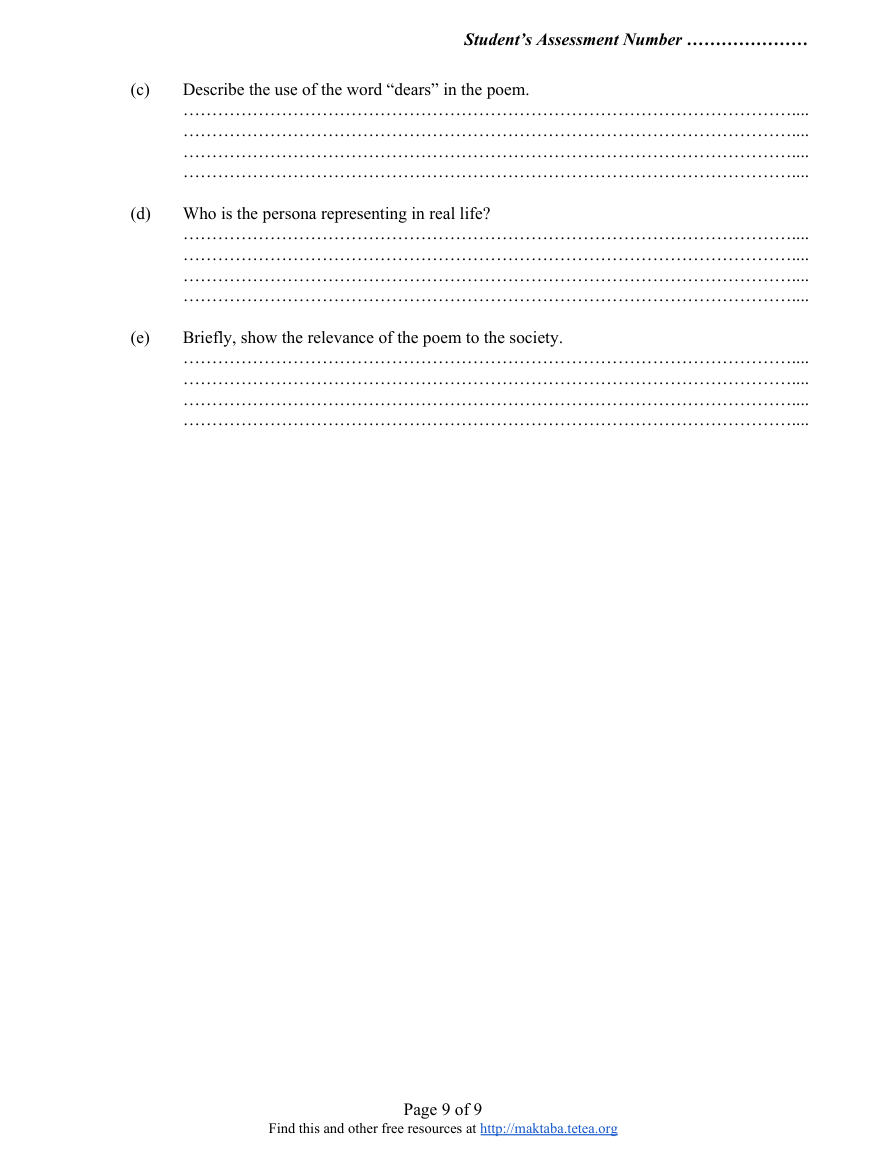 Student’s Assessment Number …………………
(c) Describe the use of the word “dears” in the poem.
…………………………………………………………………………………………....
…………………………………………………………………………………………....
…………………………………………………………………………………………....
…………………………………………………………………………………………....
(d) Who is the persona representing in real life?
…………………………………………………………………………………………....
…………………………………………………………………………………………....
…………………………………………………………………………………………....
…………………………………………………………………………………………....
(e) Briefly, show the relevance of the poem to the society.
…………………………………………………………………………………………....
…………………………………………………………………………………………....
…………………………………………………………………………………………....
…………………………………………………………………………………………....
Page 9 of 9
Find this and other free resources at http://maktaba.tetea.org